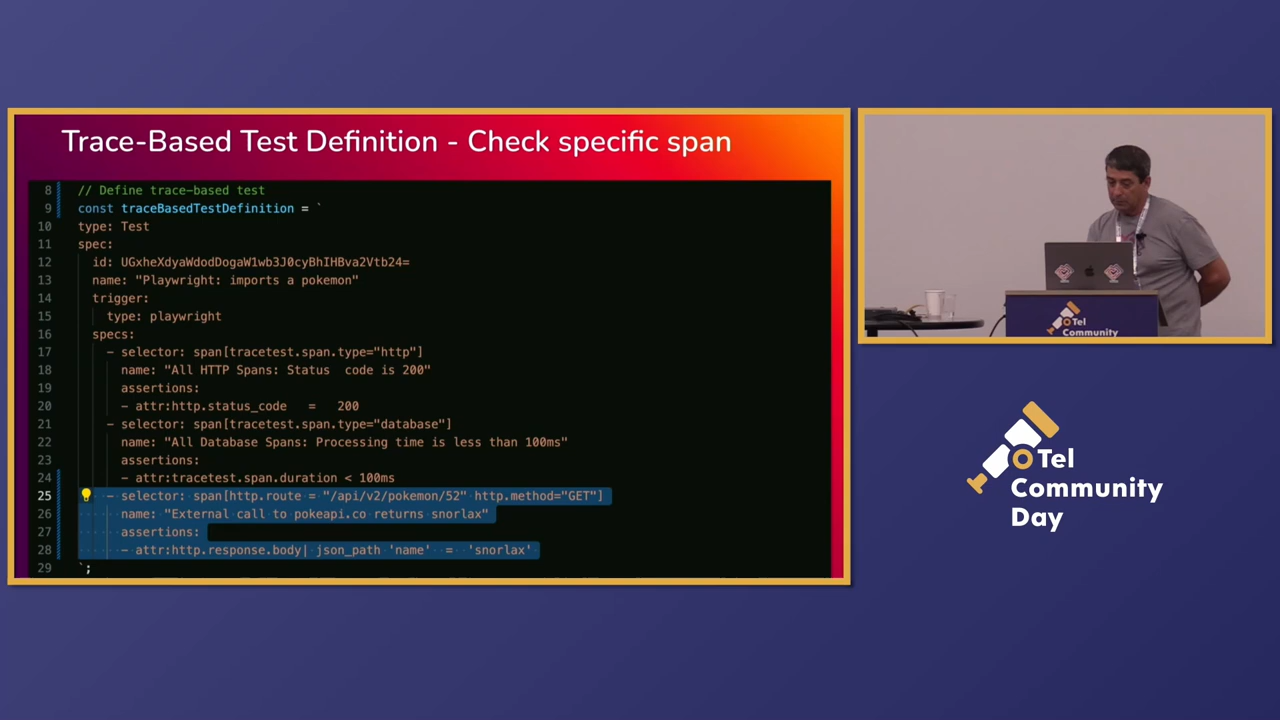 Trace-Based Test Definition - Check specific span
8 // Define trace-based test
9 const traceBasedTestDefinition = `
10 type: Test
11 spec:
12 id: UGxheXdyaWdodDogaW1wb3J0cyBhIHBva2Vtb24=
13 name: "Playwright: imports a pokemon"
14 trigger:
15 type: playwright
16 specs:
17 - selector: span[tracetest.span.type="http"]
18 name: "All HTTP Spans: Status code is 200"
19 assertions:
20 - attr:http.status_code = 200
21 - selector: span[tracetest.span.type="database"]
22 name: "All Database Spans: Processing time is less than 100ms"
23 assertions:
24 - attr:tracetest.span.duration < 100ms
25 - selector: span[http.route = "/api/v2/pokemon/52" http.method="GET"]
26 name: "External call to pokeapi.co returns snorlax"
27 assertions:
28 - attr:http.response.body| json_path 'name' = 'snorlax'
29 `;
OTel
Community
OTel
Community
Day